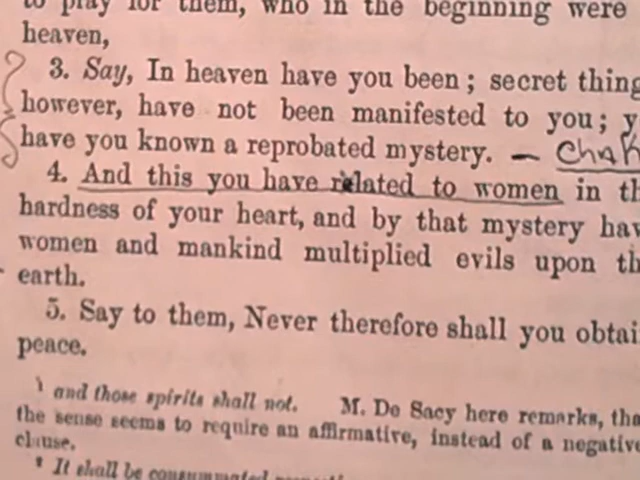 to pray for them, who in the beginning were
heaven,
3. Say, In heaven have you been; secret thing
however, have not been manifested to you; y
have you known a reprobated mystery. –
4. And this you have related to women in th
hardness of your heart, and by that mystery hav
women and mankind multiplied evils upon th
earth.
5. Say to them, Never therefore shall you obtai
peace.
¹ and those spirits shall not. M. De Sacy here remarks, tha
the sense seems to require an affirmative, instead of a negative
clause.
² It shall be consummated